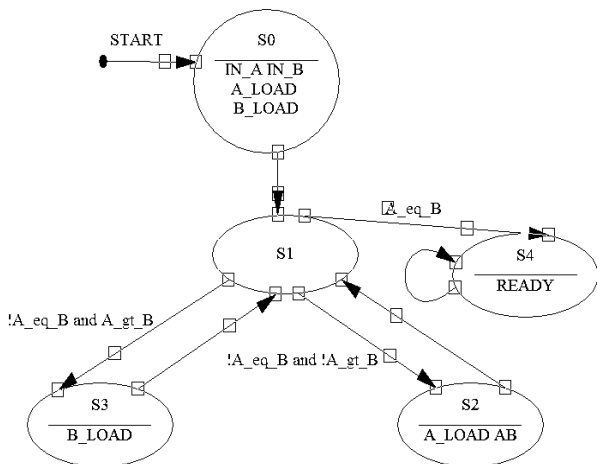 START
S0
IN_A IN_B
A_LOAD
B_LOAD
A_eq_B
S1
S4
READY
!A_eq_B and A_gt_B
!A_eq_B and !A_gt_B
S3
B_LOAD
S2
A_LOAD AB